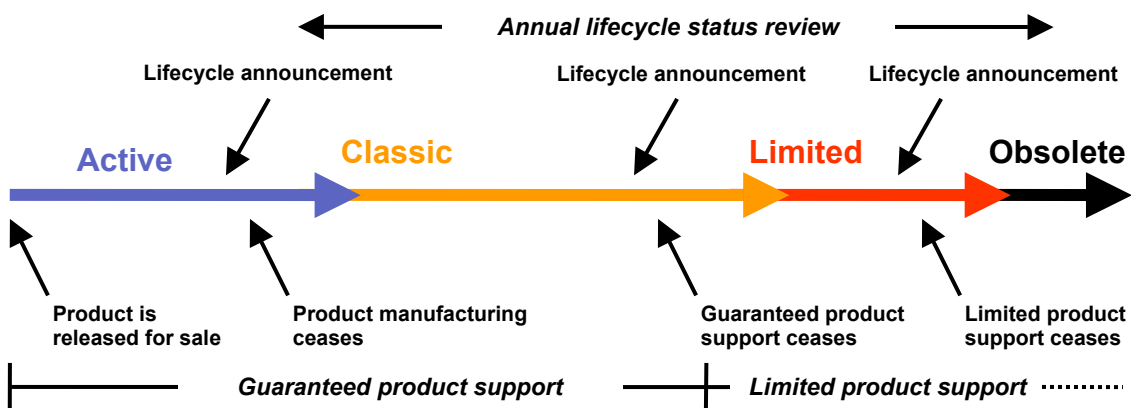 Annual lifecycle status review
Lifecycle announcement
Lifecycle announcement
Lifecycle announcement
Active
Classic
Limited
Obsolete
Product is
released for sale
Product manufacturing
ceases
Guaranteed product
support ceases
Limited product
support ceases
Guaranteed product support
Limited product support